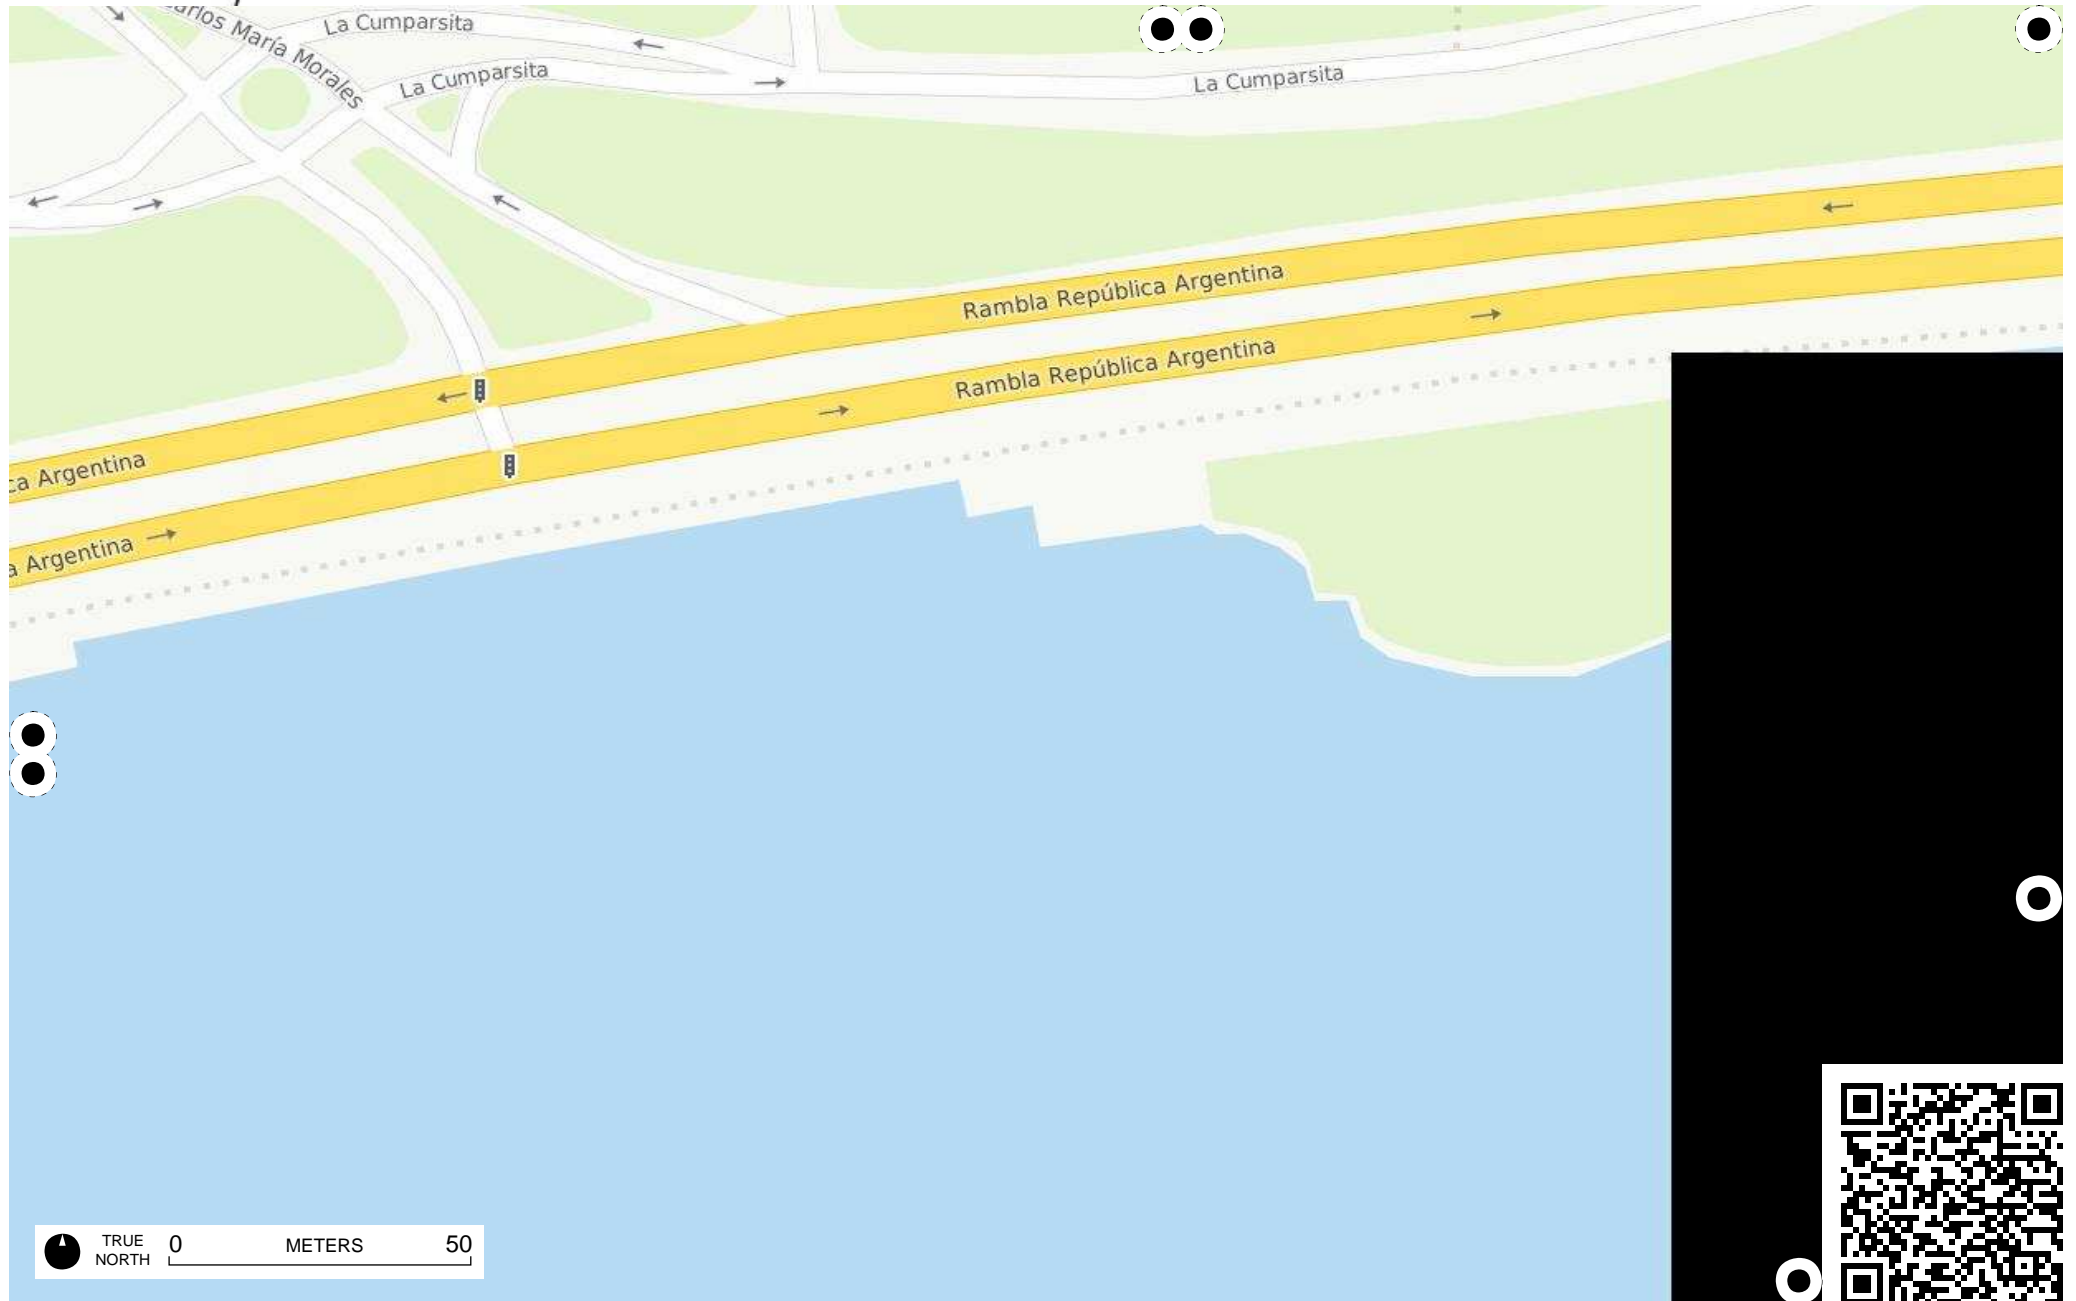 La Cumparsita
Carlos María Morales
La Cumparsita
La Cumparsita
Rambla República Argentina
Rambla República Argentina
Argentina
Argentina
TRUE
NORTH
0 METERS 50